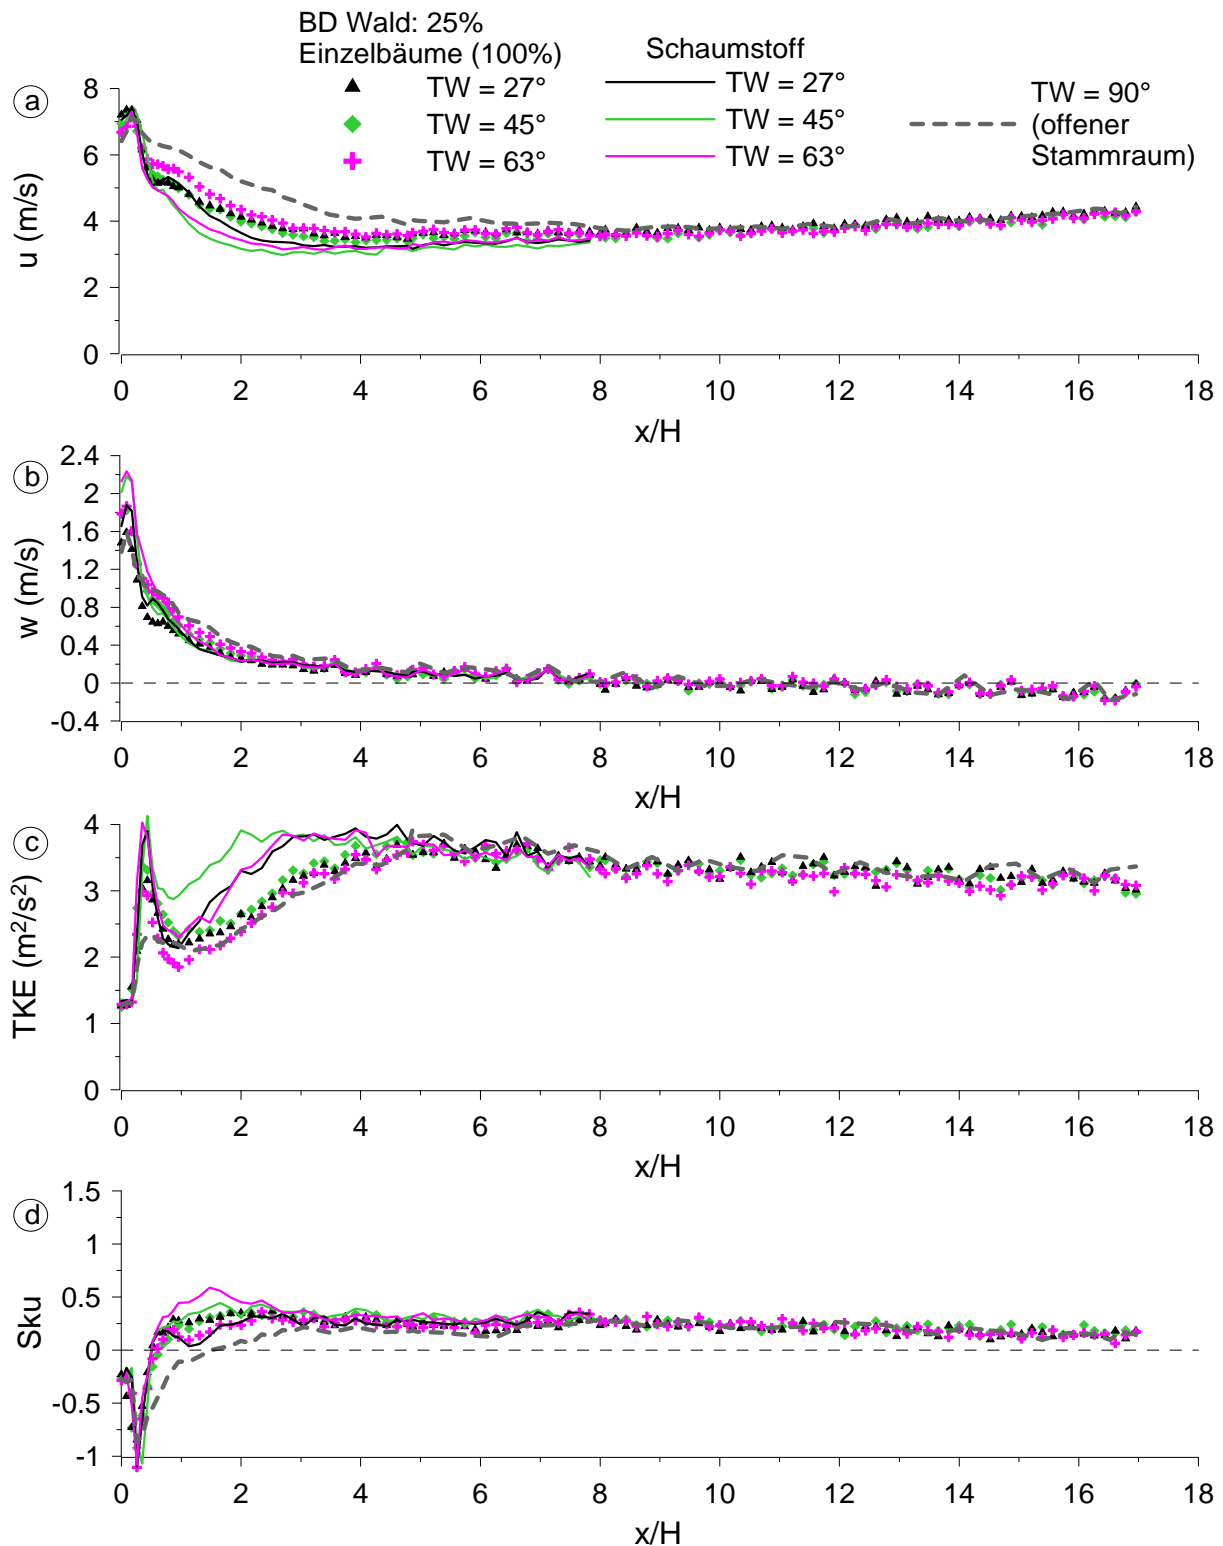 BD Wald: 25%
Einzelbäume (100%)
Schaumstoff
TW = 27°
TW = 45°
TW = 63°
TW = 27°
TW = 45°
TW = 63°
TW = 90°
(offener
Stammraum)
a
8
6
4
2
0
u (m/s)
0 2 4 6 8 10 12 14 16 18
x/H
b
2.4
2
1.6
1.2
0.8
0.4
0
-0.4
w (m/s)
0 2 4 6 8 10 12 14 16 18
x/H
c
4
3
2
1
0
TKE (m²/s²)
0 2 4 6 8 10 12 14 16 18
x/H
d
1.5
1
0.5
0
-0.5
-1
Sku
0 2 4 6 8 10 12 14 16 18
x/H